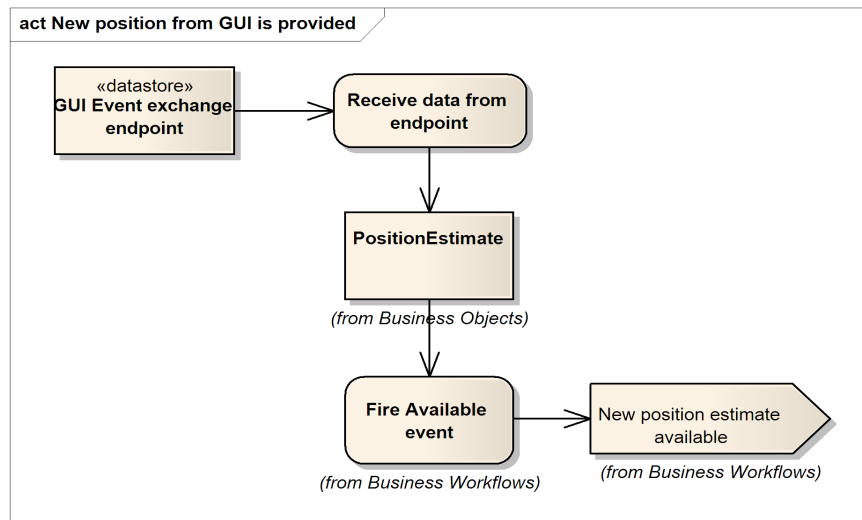 act New position from GUI is provided
«datastore»
GUI Event exchange
endpoint
Receive data from
endpoint
PositionEstimate
(from Business Objects)
Fire Available
event
(from Business Workflows)
New position estimate
available
(from Business Workflows)